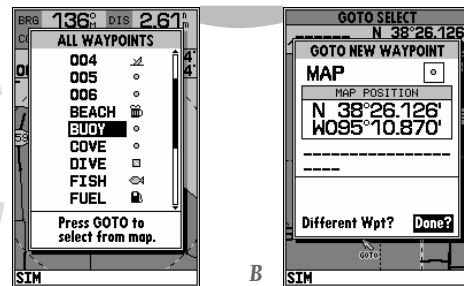 BRG 136° DIS 2.61
ALL WAYPOINTS
004
005
006
BEACH
BUOY
COVE
DIVE
FISH
FUEL
Press GOTO to
select from map.
SIM
B
GOTO SELECT
N 38°26.126
GOTO NEW WAYPOINT
MAP
MAP POSITION
N 38°26.126'
W095°10.870'
Different Wpt? Done?
GOTO
SIM